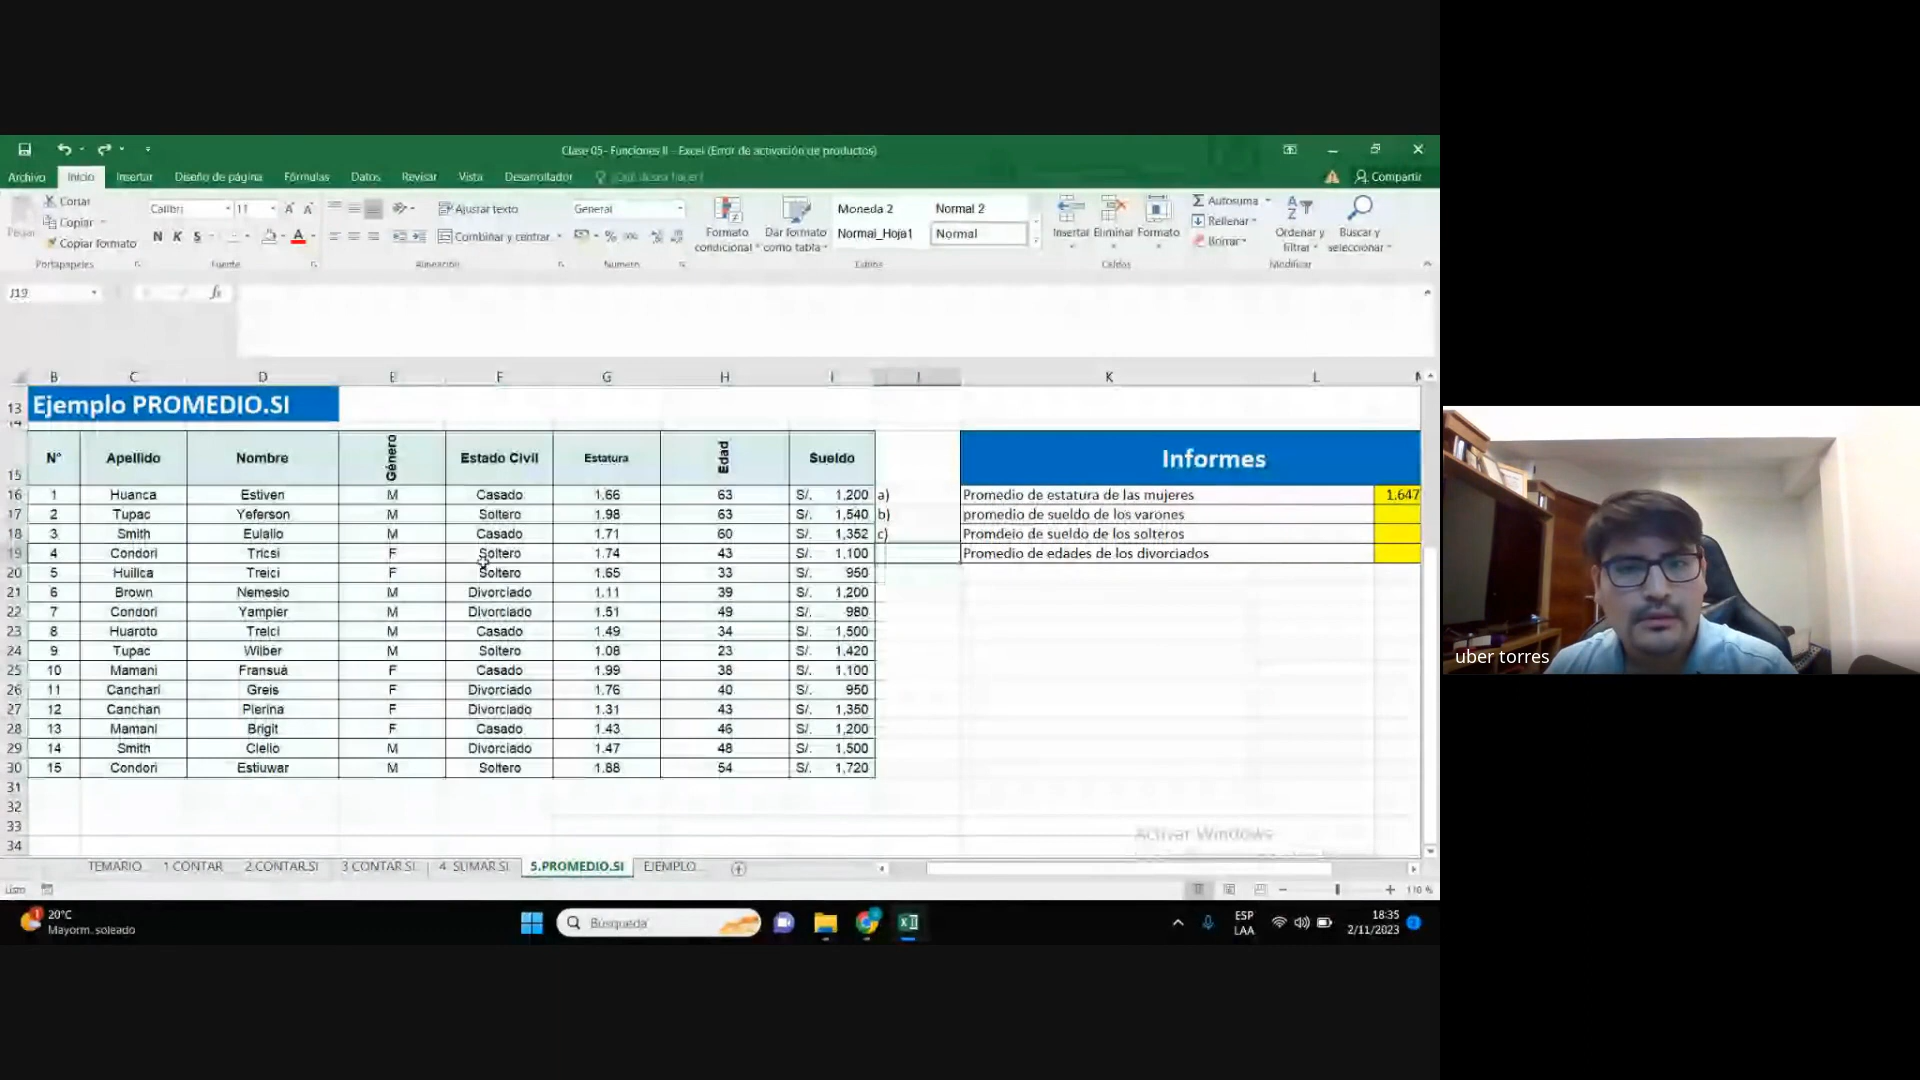 Clase 05- Funciones II - Excel (Error de activación de productos)
Archivo Inicio Insertar Diseño de página Fórmulas Datos Revisar Vista Desarrollador ¿Qué desea hacer? Compartir
Cortar
Copiar
Copiar formato
Portapapeles
Calibri 11
N K S
Fuente
Ajustar texto
Combinar y centrar
Alineación
General
% 000
Número
Formato condicional
Dar formato como tabla
Moneda 2 Normal 2
Normal_Hoja1 Normal
Estilos
Insertar Eliminar Formato
Celdas
Autosuma
Rellenar
Borrar
Ordenar y filtrar
Buscar y seleccionar
Modificar
J19 fx
B C D E F G H I J K L
13 Ejemplo PROMEDIO.SI
14
15 N° Apellido Nombre Género Estado Civil Estatura Edad Sueldo Informes
16 1 Huanca Estiven M Casado 1.66 63 S/. 1,200 a) Promedio de estatura de las mujeres 1.647
17 2 Tupac Yeferson M Soltero 1.98 63 S/. 1,540 b) promedio de sueldo de los varones
18 3 Smith Eulalio M Casado 1.71 60 S/. 1,352 c) Promdeio de sueldo de los solteros
19 4 Condori Tricsi F Soltero 1.74 43 S/. 1,100 Promedio de edades de los divorciados
20 5 Huillca Treici F Soltero 1.65 33 S/. 950
21 6 Brown Nemesio M Divorciado 1.11 39 S/. 1,200
22 7 Condori Yampier M Divorciado 1.51 49 S/. 980
23 8 Huaroto Treici M Casado 1.49 34 S/. 1,500
24 9 Tupac Wilber M Soltero 1.08 23 S/. 1,420
25 10 Mamani Fransuá F Casado 1.99 38 S/. 1,100
26 11 Canchari Greis F Divorciado 1.76 40 S/. 950
27 12 Canchan Pierina F Divorciado 1.31 43 S/. 1,350
28 13 Mamani Brigit F Casado 1.43 46 S/. 1,200
29 14 Smith Clelio M Divorciado 1.47 48 S/. 1,500
30 15 Condori Estiuwar M Soltero 1.88 54 S/. 1,720
31
32
33
34
Activar Windows
TEMARIO 1 CONTAR 2.CONTAR.SI 3 CONTAR.SI. 4. SUMAR.SI 5.PROMEDIO.SI EJEMPLO
Listo 110 %
20°C
Mayorm. soleado
Búsqueda
ESP
LAA
18:35
2/11/2023
uber torres